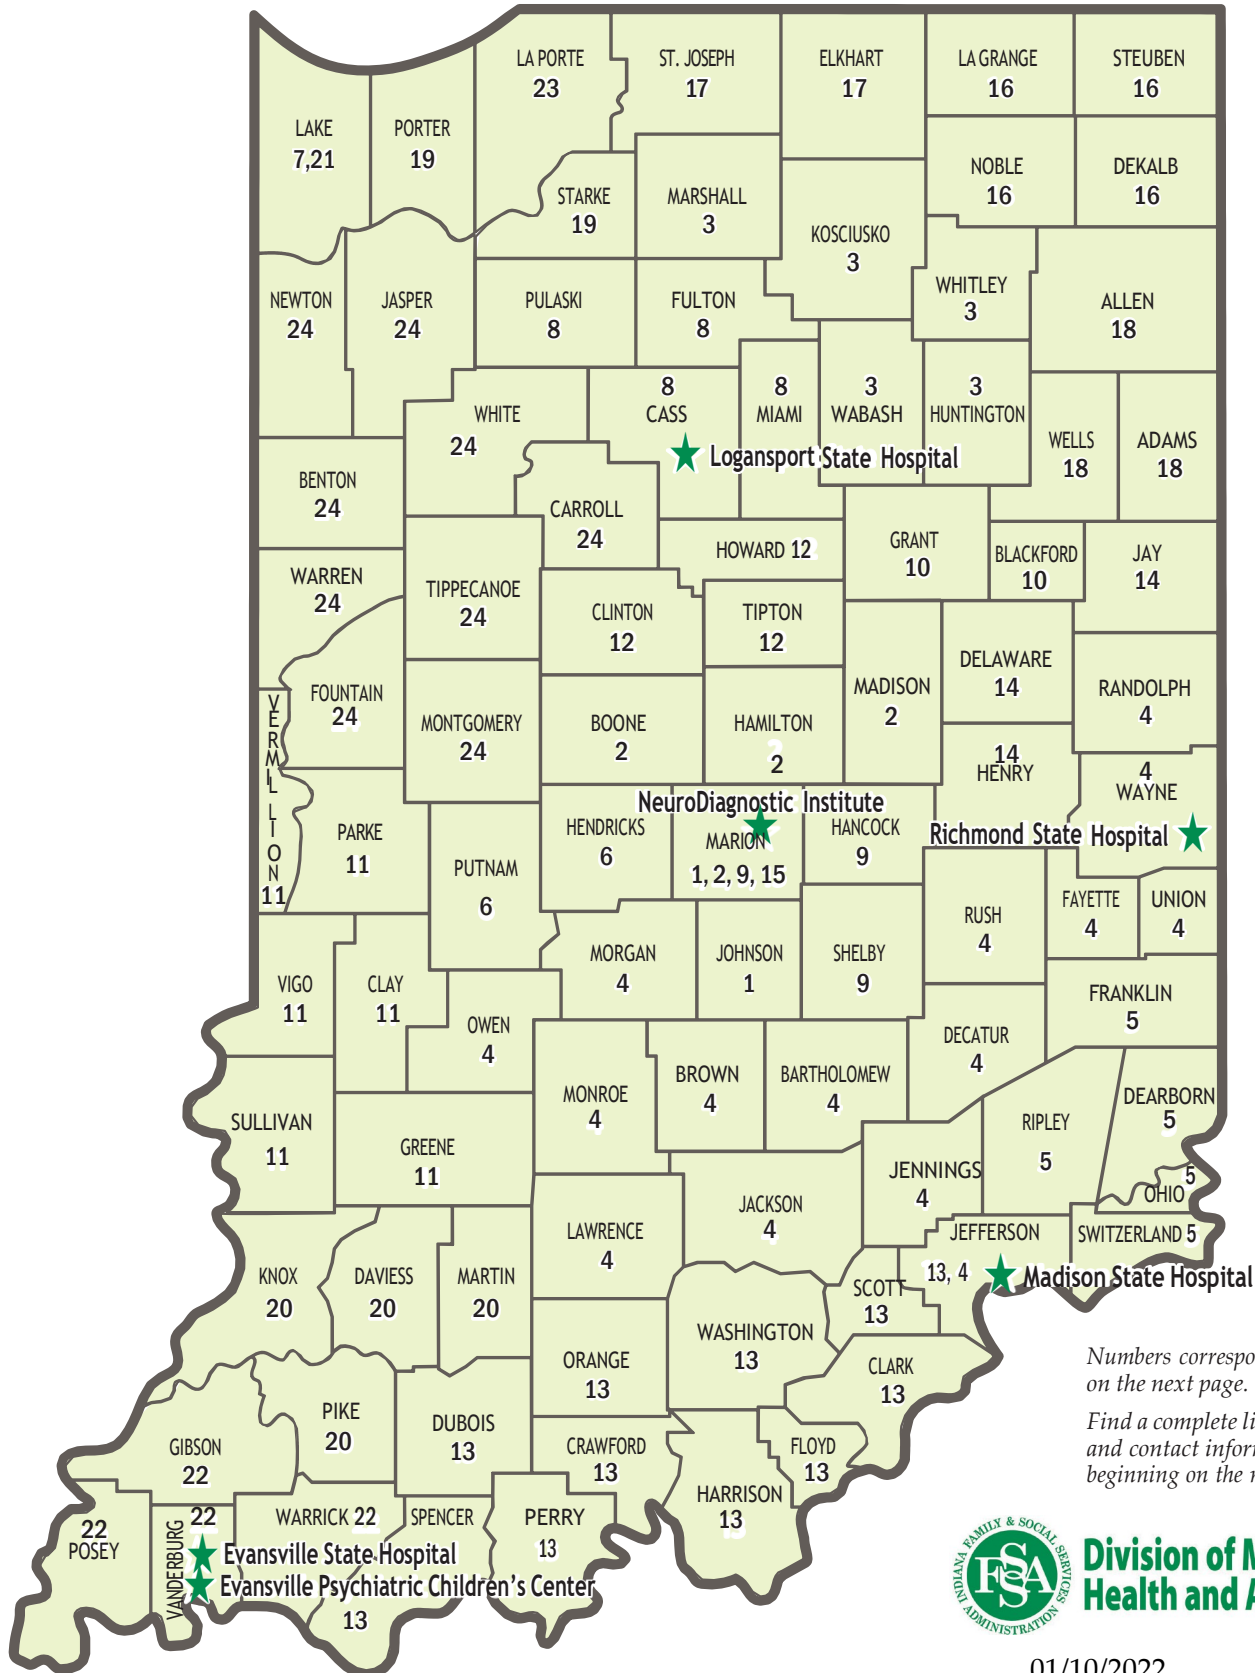 LA PORTE
23
ST. JOSEPH
17
ELKHART
17
LA GRANGE
16
STEUBEN
16
LAKE
7,21
PORTER
19
NOBLE
16
DEKALB
16
STARKE
19
MARSHALL
3
KOSCIUSKO
3
WHITLEY
3
ALLEN
18
NEWTON
24
JASPER
24
PULASKI
8
FULTON
8
WHITE
24
8
CASS
8
MIAMI
3
WABASH
3
HUNTINGTON
WELLS
18
ADAMS
18
Logansport State Hospital
BENTON
24
CARROLL
24
HOWARD 12
GRANT
10
BLACKFORD
10
JAY
14
WARREN
24
TIPPECANOE
24
CLINTON
12
TIPTON
12
MADISON
2
DELAWARE
14
RANDOLPH
4
VERMILLION
11
FOUNTAIN
24
MONTGOMERY
24
BOONE
2
HAMILTON
2
14
HENRY
4
WAYNE
NeuroDiagnostic Institute
Richmond State Hospital
PARKE
11
PUTNAM
6
HENDRICKS
6
MARION
1, 2, 9, 15
HANCOCK
9
RUSH
4
FAYETTE
4
UNION
4
VIGO
11
CLAY
11
OWEN
4
MORGAN
4
JOHNSON
1
SHELBY
9
FRANKLIN
5
DECATUR
4
SULLIVAN
11
GREENE
11
MONROE
4
BROWN
4
BARTHOLOMEW
4
RIPLEY
5
DEARBORN
5
JENNINGS
4
5
OHIO
SWITZERLAND 5
LAWRENCE
4
JACKSON
4
JEFFERSON
13, 4
Madison State Hospital
KNOX
20
DAVIESS
20
MARTIN
20
SCOTT
13
ORANGE
13
WASHINGTON
13
CLARK
13
GIBSON
22
PIKE
20
DUBOIS
13
CRAWFORD
13
FLOYD
13
HARRISON
13
22
POSEY
22
VANDERBURG
WARRICK 22
SPENCER
13
PERRY
13
Evansville State Hospital
Evansville Psychiatric Children's Center
Numbers correspo
on the next page.
Find a complete li
and contact inforr
beginning on the r
INDIANA FAMILY & SOCIAL SERVICES ADMINISTRATION
FSSA
Division of M
Health and A
01/10/2022